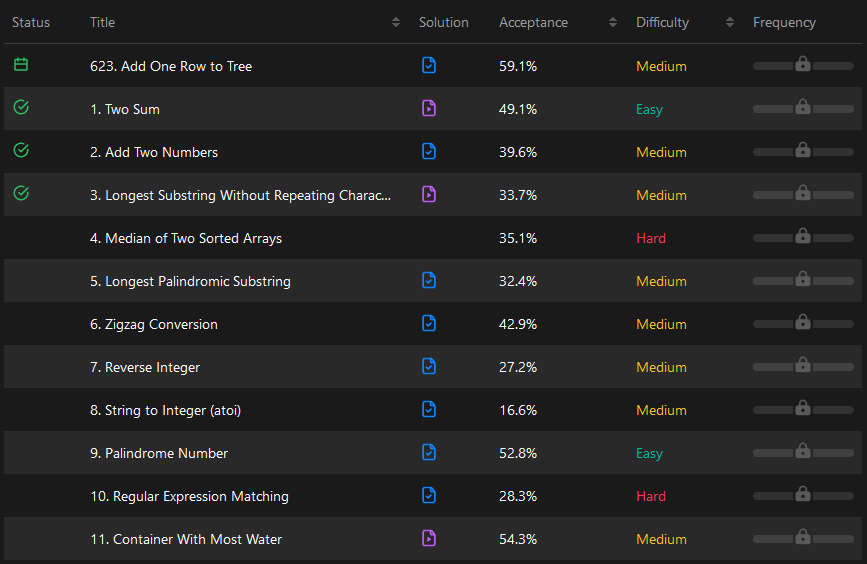 Status Title Solution Acceptance Difficulty Frequency
623. Add One Row to Tree 59.1% Medium
1. Two Sum 49.1% Easy
2. Add Two Numbers 39.6% Medium
3. Longest Substring Without Repeating Charac... 33.7% Medium
4. Median of Two Sorted Arrays 35.1% Hard
5. Longest Palindromic Substring 32.4% Medium
6. Zigzag Conversion 42.9% Medium
7. Reverse Integer 27.2% Medium
8. String to Integer (atoi) 16.6% Medium
9. Palindrome Number 52.8% Easy
10. Regular Expression Matching 28.3% Hard
11. Container With Most Water 54.3% Medium